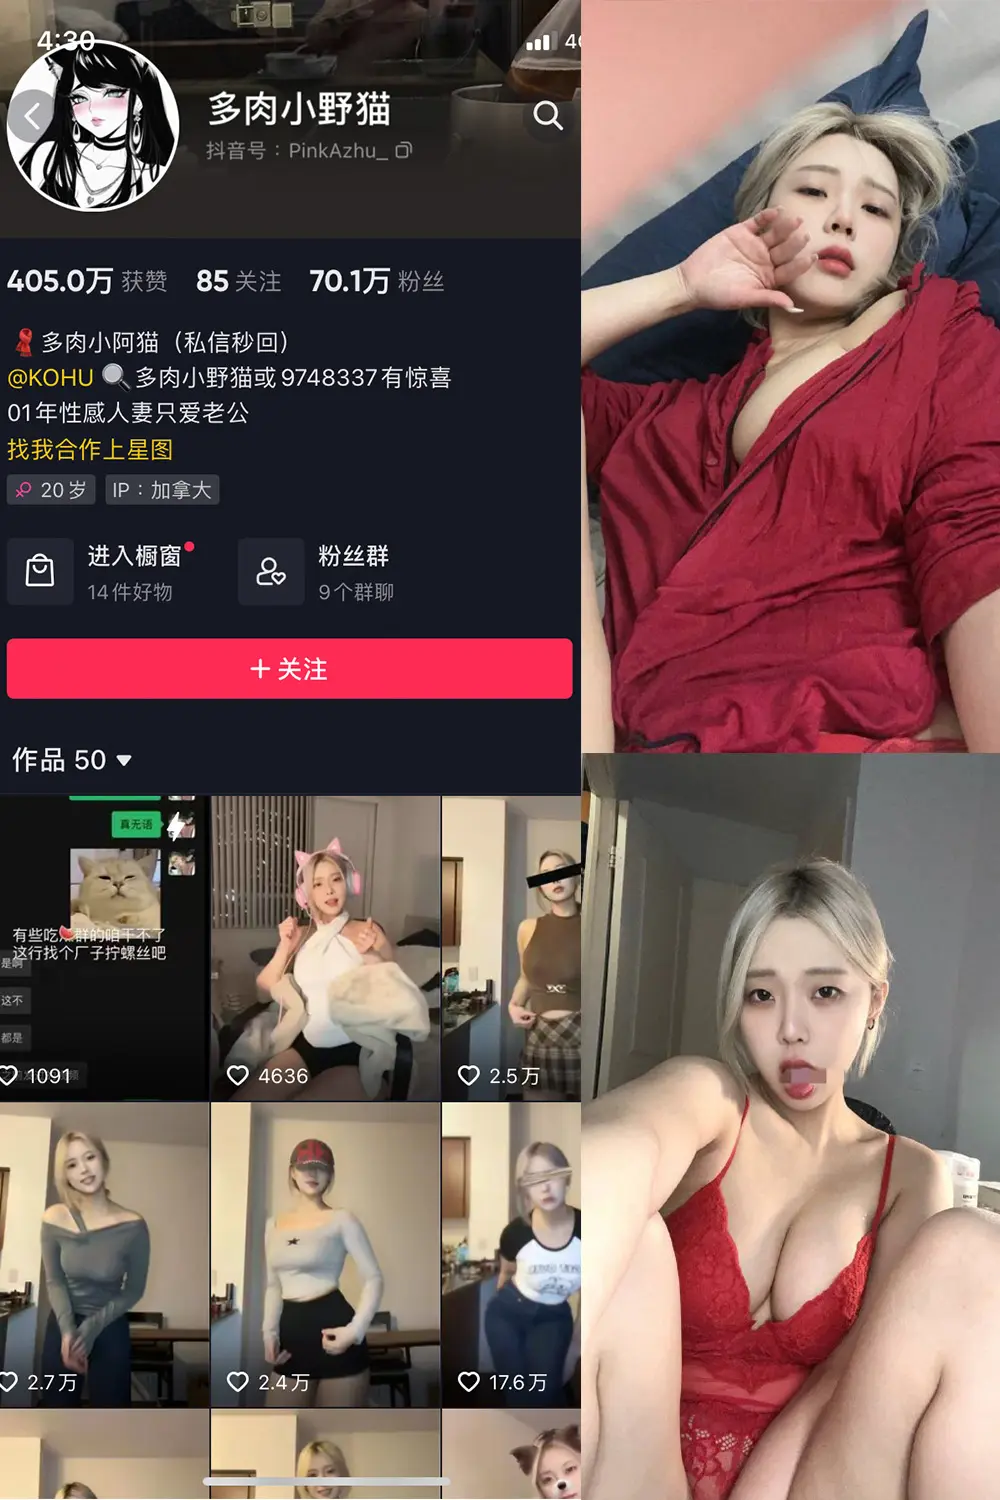 4:30
多肉小野猫
抖音号：PinkAzhu_
405.0万 获赞 85 关注 70.1万 粉丝
多肉小阿猫（私信秒回）
@KOHU 多肉小野猫或9748337有惊喜
01年性感人妻只爱老公
找我合作上星图
20岁 IP：加拿大
进入橱窗
14件好物
粉丝群
9个群聊
+ 关注
作品 50
真无语
有些吃瓜群的咱干不了
这行找个厂子拧螺丝吧
是啊
这不
都是
1091
4636
2.5万
2.7万
2.4万
17.6万